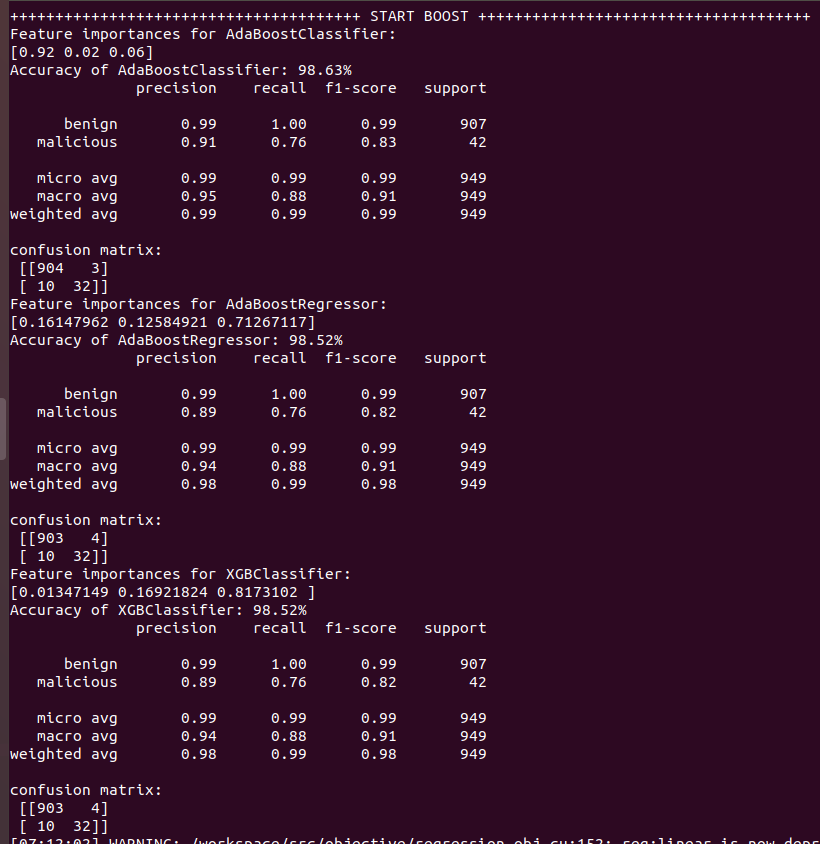 +++++++++++++++++++++++++++++++++++++++ START BOOST +++++++++++++++++++++++++++++++++++++
Feature importances for AdaBoostClassifier:
[0.92 0.02 0.06]
Accuracy of AdaBoostClassifier: 98.63%
              precision    recall  f1-score   support

      benign       0.99      1.00      0.99       907
   malicious       0.91      0.76      0.83        42

   micro avg       0.99      0.99      0.99       949
   macro avg       0.95      0.88      0.91       949
weighted avg       0.99      0.99      0.99       949

confusion matrix:
 [[904   3]
 [ 10  32]]
Feature importances for AdaBoostRegressor:
[0.16147962 0.12584921 0.71267117]
Accuracy of AdaBoostRegressor: 98.52%
              precision    recall  f1-score   support

      benign       0.99      1.00      0.99       907
   malicious       0.89      0.76      0.82        42

   micro avg       0.99      0.99      0.99       949
   macro avg       0.94      0.88      0.91       949
weighted avg       0.98      0.99      0.98       949

confusion matrix:
 [[903   4]
 [ 10  32]]
Feature importances for XGBClassifier:
[0.01347149 0.16921824 0.8173102 ]
Accuracy of XGBClassifier: 98.52%
              precision    recall  f1-score   support

      benign       0.99      1.00      0.99       907
   malicious       0.89      0.76      0.82        42

   micro avg       0.99      0.99      0.99       949
   macro avg       0.94      0.88      0.91       949
weighted avg       0.98      0.99      0.98       949

confusion matrix:
 [[903   4]
 [ 10  32]]
[07:12:02] WARNING: /workspace/src/objective/regression_obj.cu:152: reg:linear is now depr